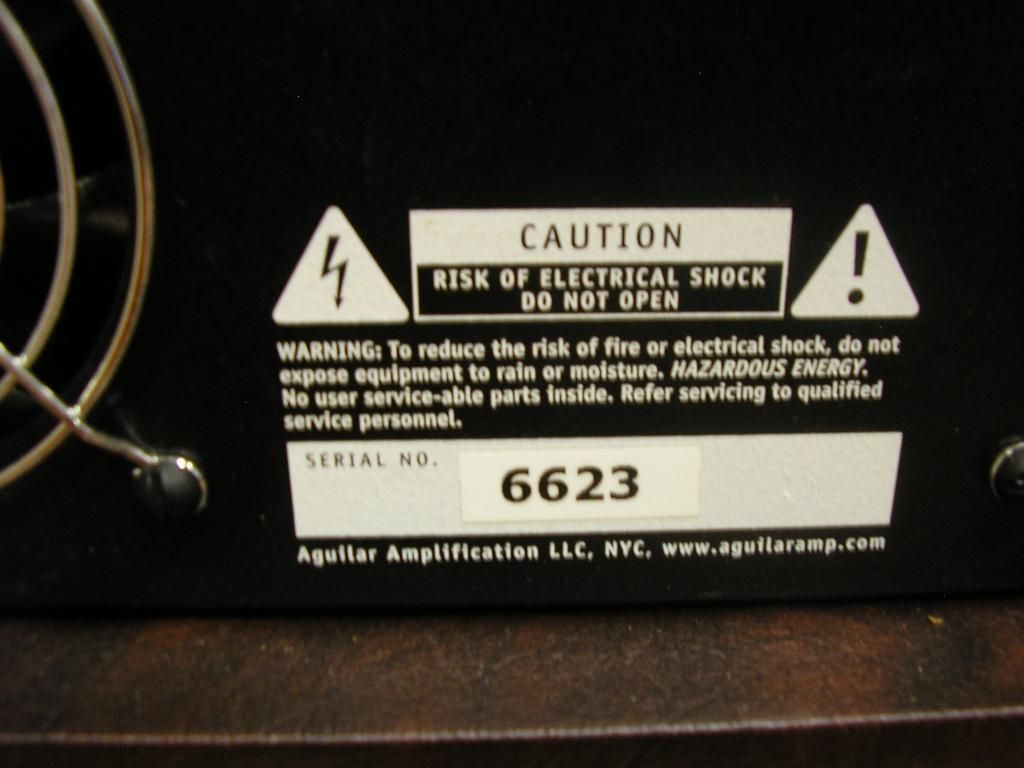 CAUTION
RISK OF ELECTRICAL SHOCK
DO NOT OPEN
WARNING: To reduce the risk of fire or electrical shock, do not
expose equipment to rain or moisture. HAZARDOUS ENERGY.
No user service-able parts inside. Refer servicing to qualified
service personnel.
SERIAL NO. 6623
Aguilar Amplification LLC, NYC, www.aguilaramp.com